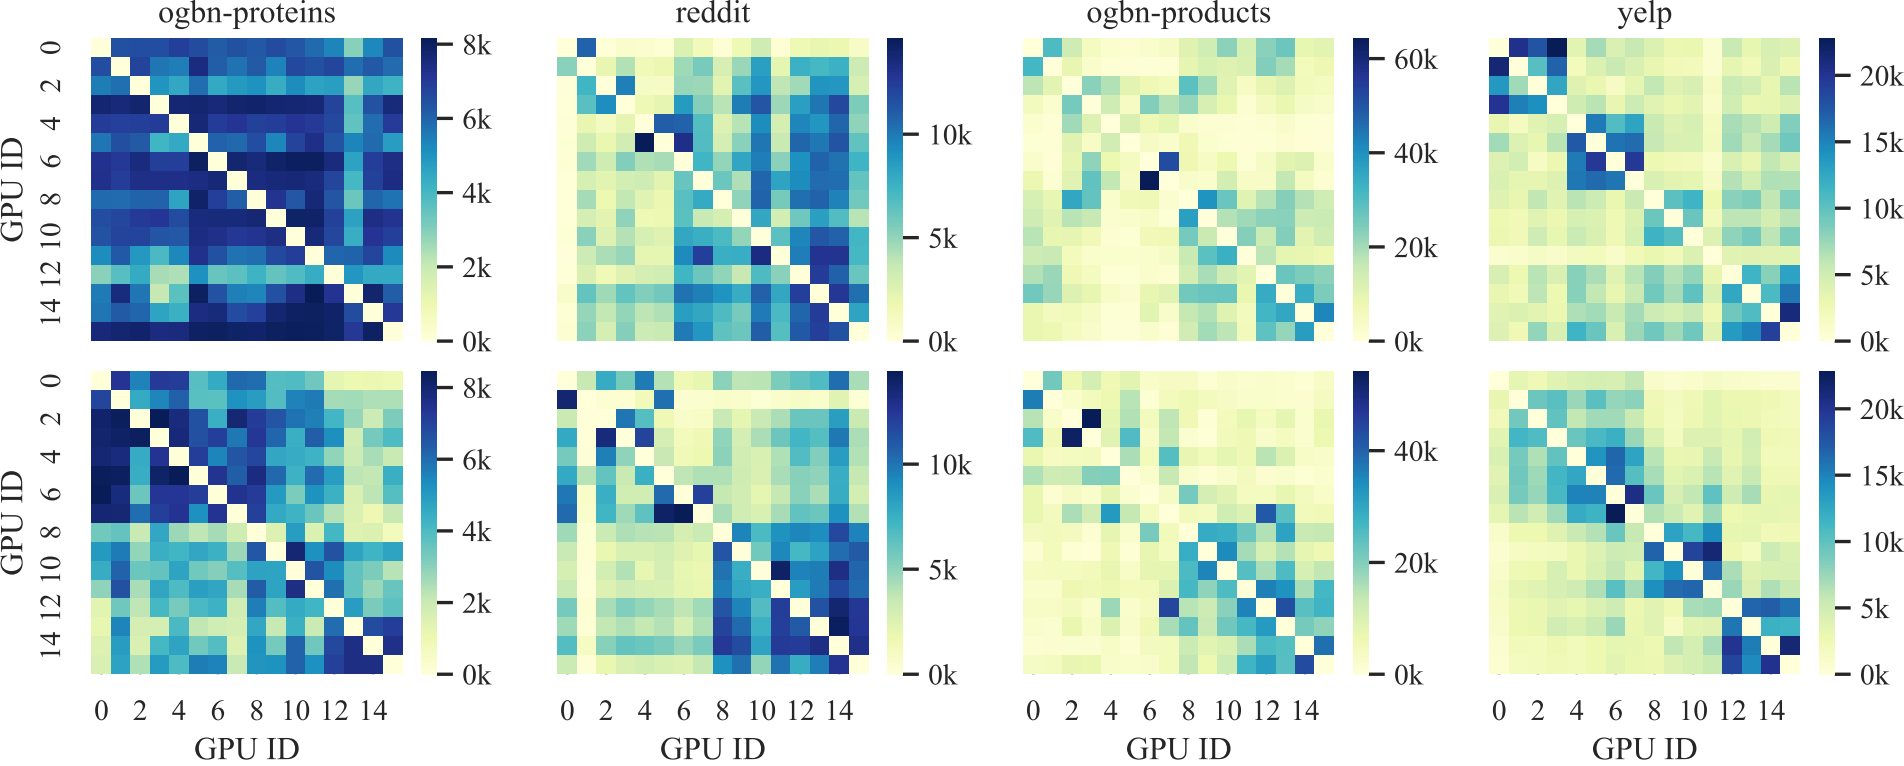 ogbn-proteins reddit ogbn-products yelp
GPU ID
0
2
4
6
8
10
12
14
8k
6k
4k
2k
0k
10k
5k
0k
60k
40k
20k
0k
20k
15k
10k
5k
0k
GPU ID
0
2
4
6
8
10
12
14
8k
6k
4k
2k
0k
10k
5k
0k
40k
20k
0k
20k
15k
10k
5k
0k
0 2 4 6 8 10 12 14 0 2 4 6 8 10 12 14 0 2 4 6 8 10 12 14 0 2 4 6 8 10 12 14
GPU ID GPU ID GPU ID GPU ID